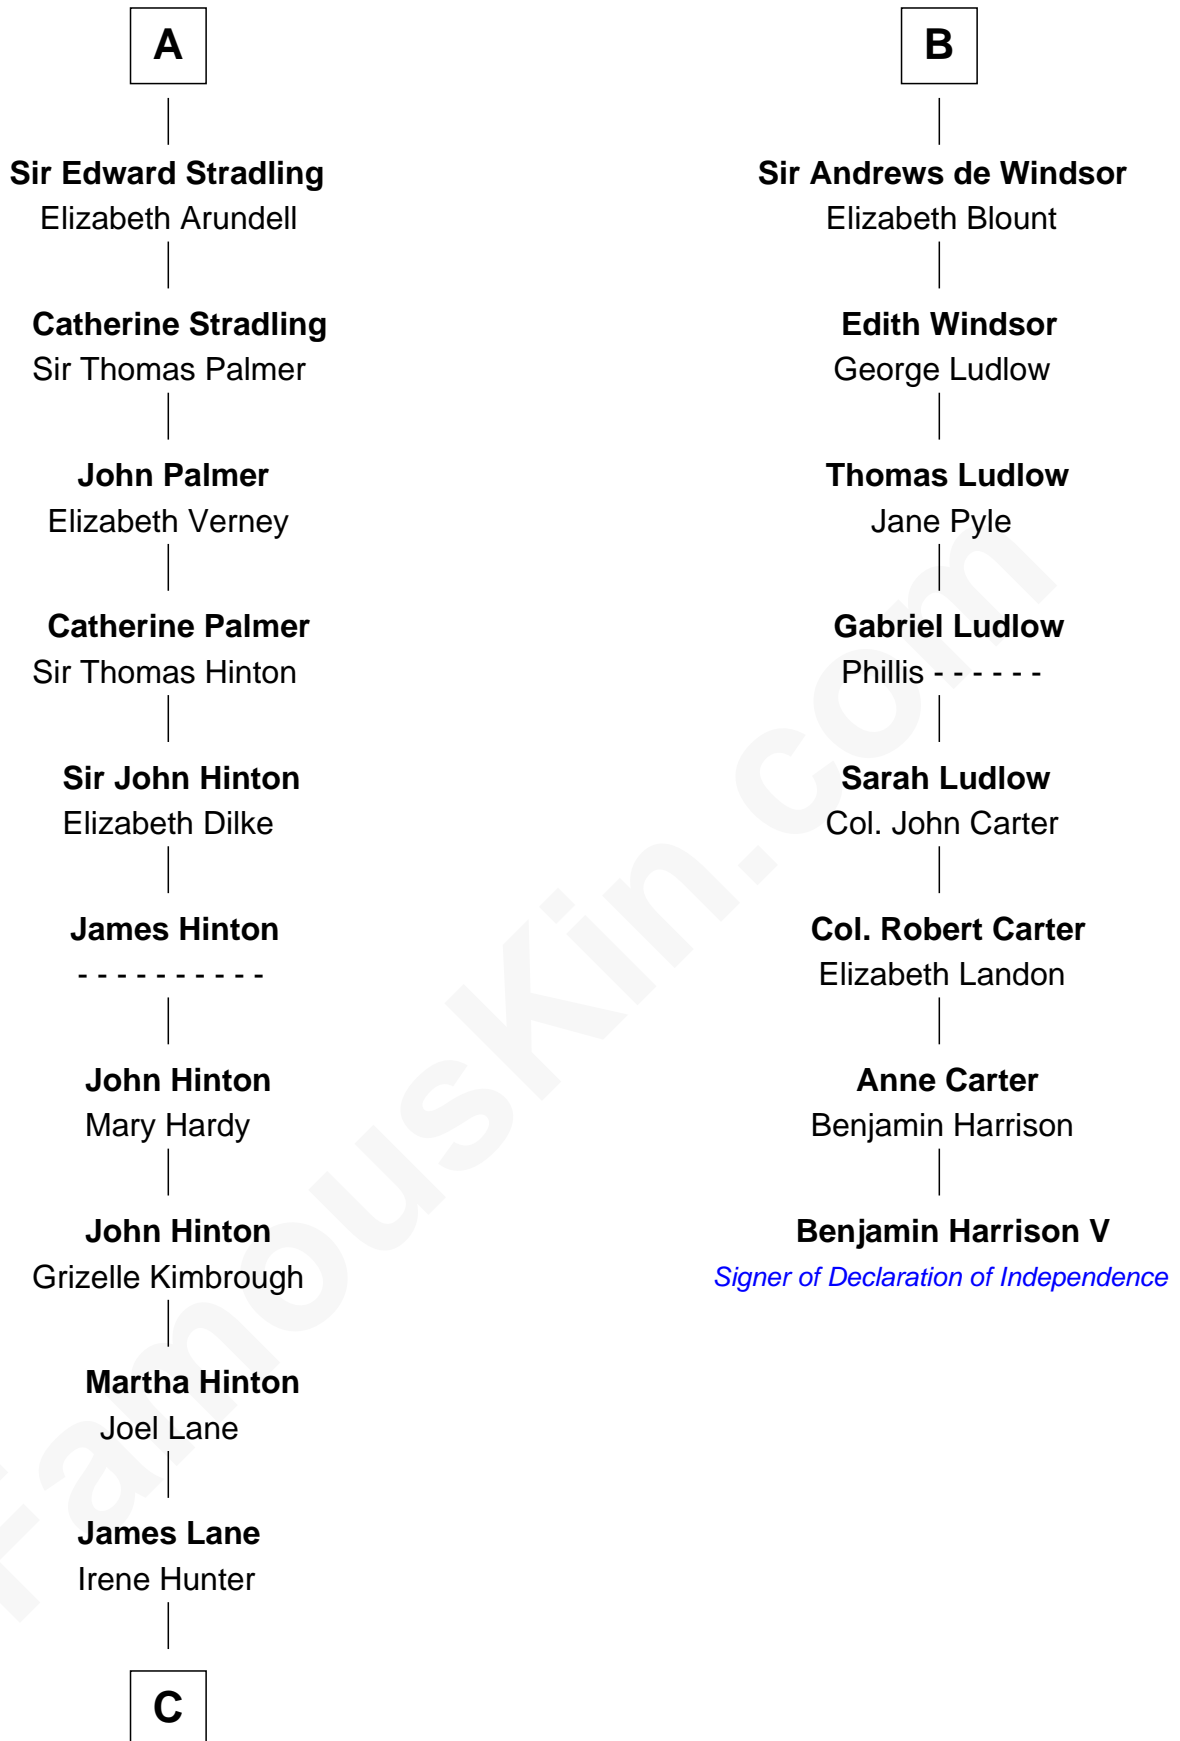 A
Sir Edward Stradling
Elizabeth Arundell
Catherine Stradling
Sir Thomas Palmer
John Palmer
Elizabeth Verney
Catherine Palmer
Sir Thomas Hinton
Sir John Hinton
Elizabeth Dilke
James Hinton
- - - - - - - - - -
John Hinton
Mary Hardy
John Hinton
Grizelle Kimbrough
Martha Hinton
Joel Lane
James Lane
Irene Hunter
C
B
Sir Andrews de Windsor
Elizabeth Blount
Edith Windsor
George Ludlow
Thomas Ludlow
Jane Pyle
Gabriel Ludlow
Phillis - - - - - -
Sarah Ludlow
Col. John Carter
Col. Robert Carter
Elizabeth Landon
Anne Carter
Benjamin Harrison
Benjamin Harrison V
Signer of Declaration of Independence
FamousKin.com